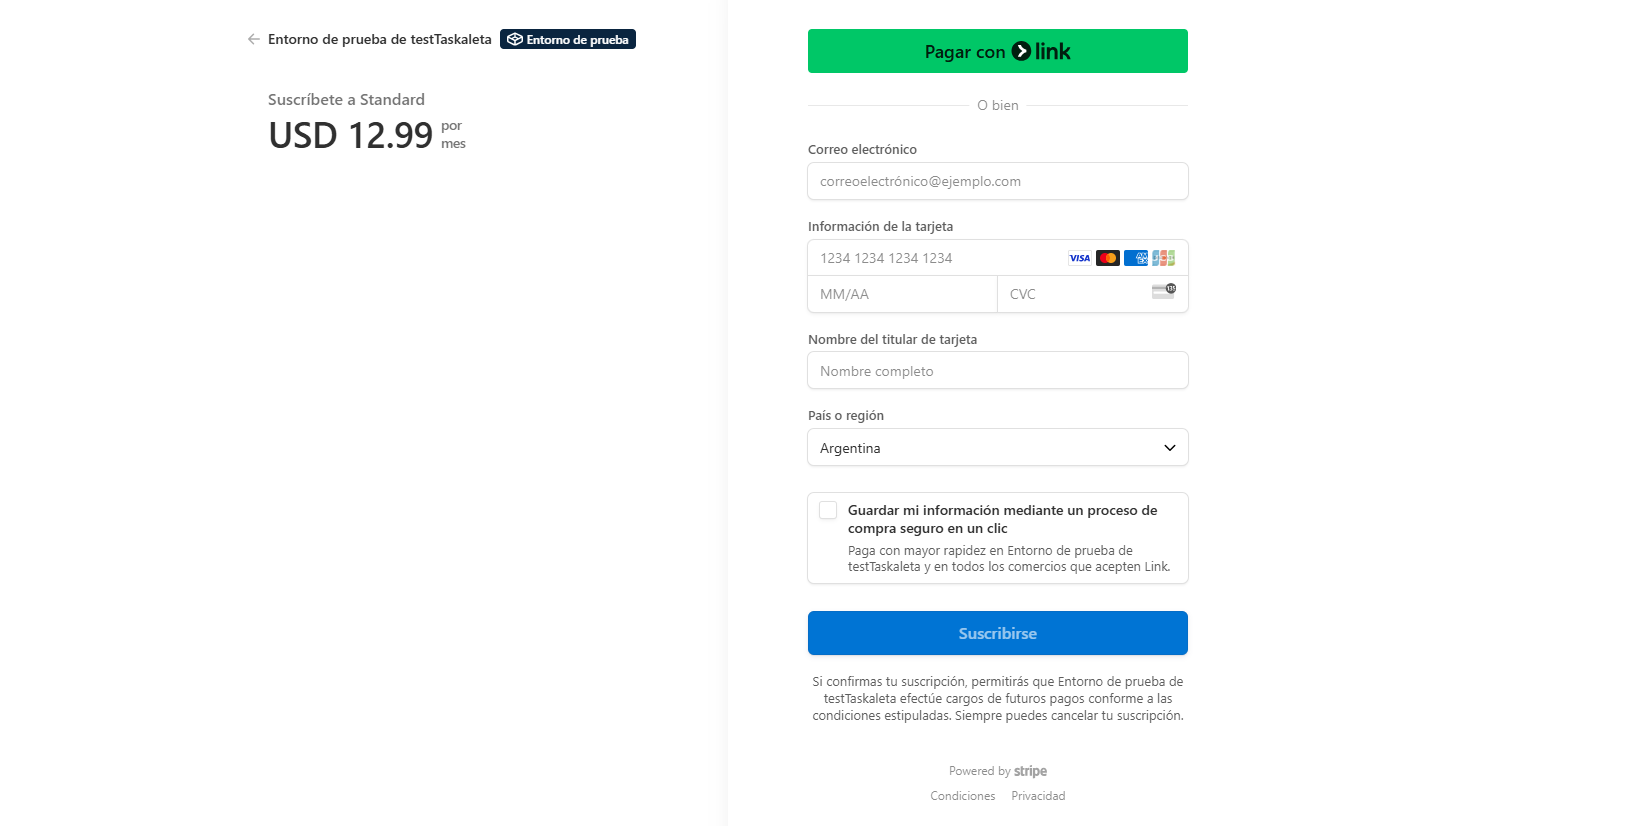 Entorno de prueba de testTaskaleta Entorno de prueba
Suscríbete a Standard
USD 12.99 por
mes
Pagar con link
O bien
Correo electrónico
correoelectrónico@ejemplo.com
Información de la tarjeta
1234 1234 1234 1234 VISA
MM/AA CVC
Nombre del titular de tarjeta
Nombre completo
País o región
Argentina
Guardar mi información mediante un proceso de
compra seguro en un clic
Paga con mayor rapidez en Entorno de prueba de
testTaskaleta y en todos los comercios que acepten Link.
Suscribirse
Si confirmas tu suscripción, permitirás que Entorno de prueba de
testTaskaleta efectúe cargos de futuros pagos conforme a las
condiciones estipuladas. Siempre puedes cancelar tu suscripción.
Powered by stripe
Condiciones Privacidad